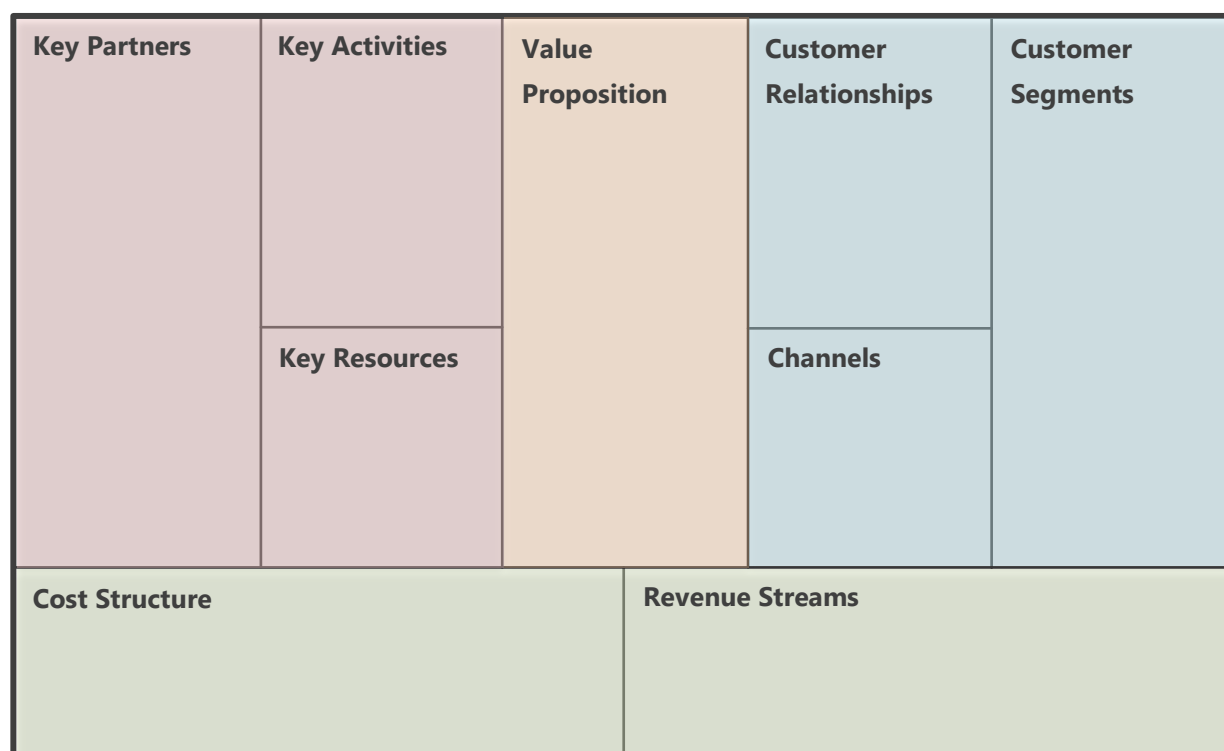 Key Partners
Key Activities
Value
Proposition
Customer
Relationships
Customer
Segments
Key Resources
Channels
Cost Structure
Revenue Streams